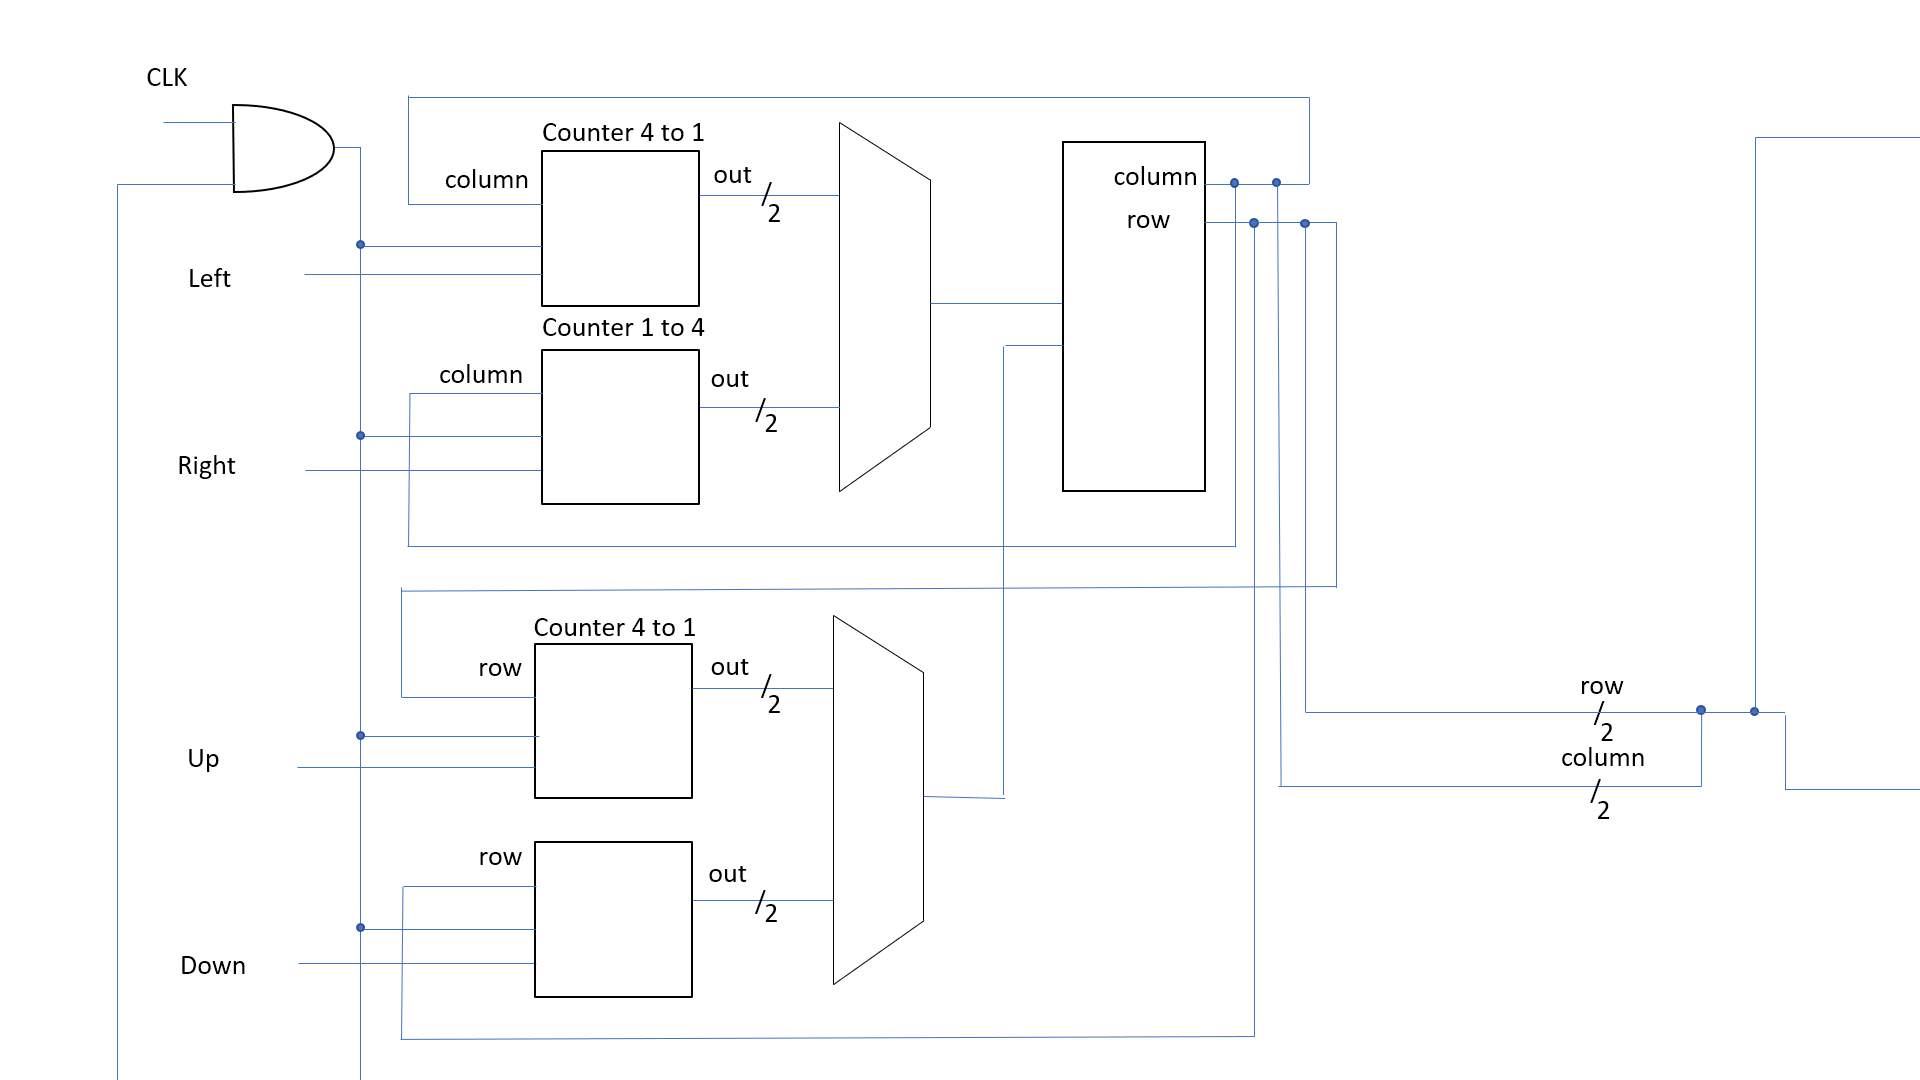 CLK
Counter 4 to 1
column
out
2
Left
column
row
Counter 1 to 4
column
out
2
Right
Counter 4 to 1
row
out
2
Up
row
out
2
Down
row
2
column
2